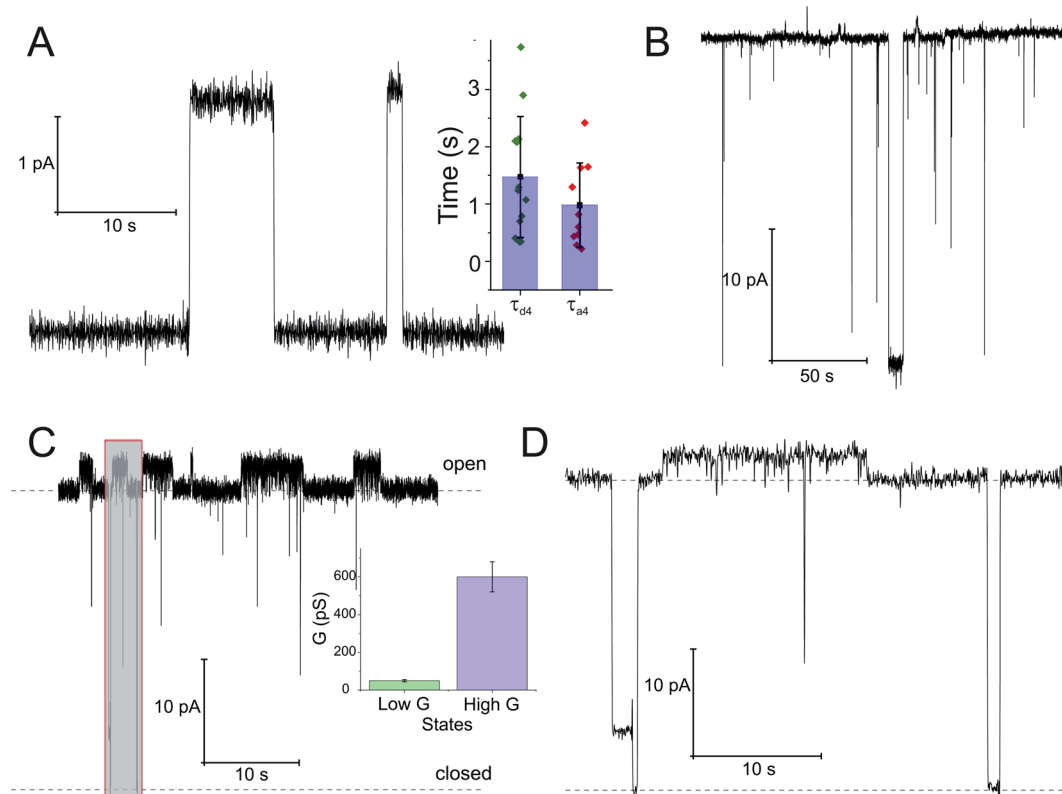 A
1 pA
10 s
Time (s)
3
2
1
0
τd4
τa4
B
10 pA
50 s
C
open
closed
10 pA
10 s
G (pS)
600
400
200
0
Low G
High G
States
D
10 pA
10 s